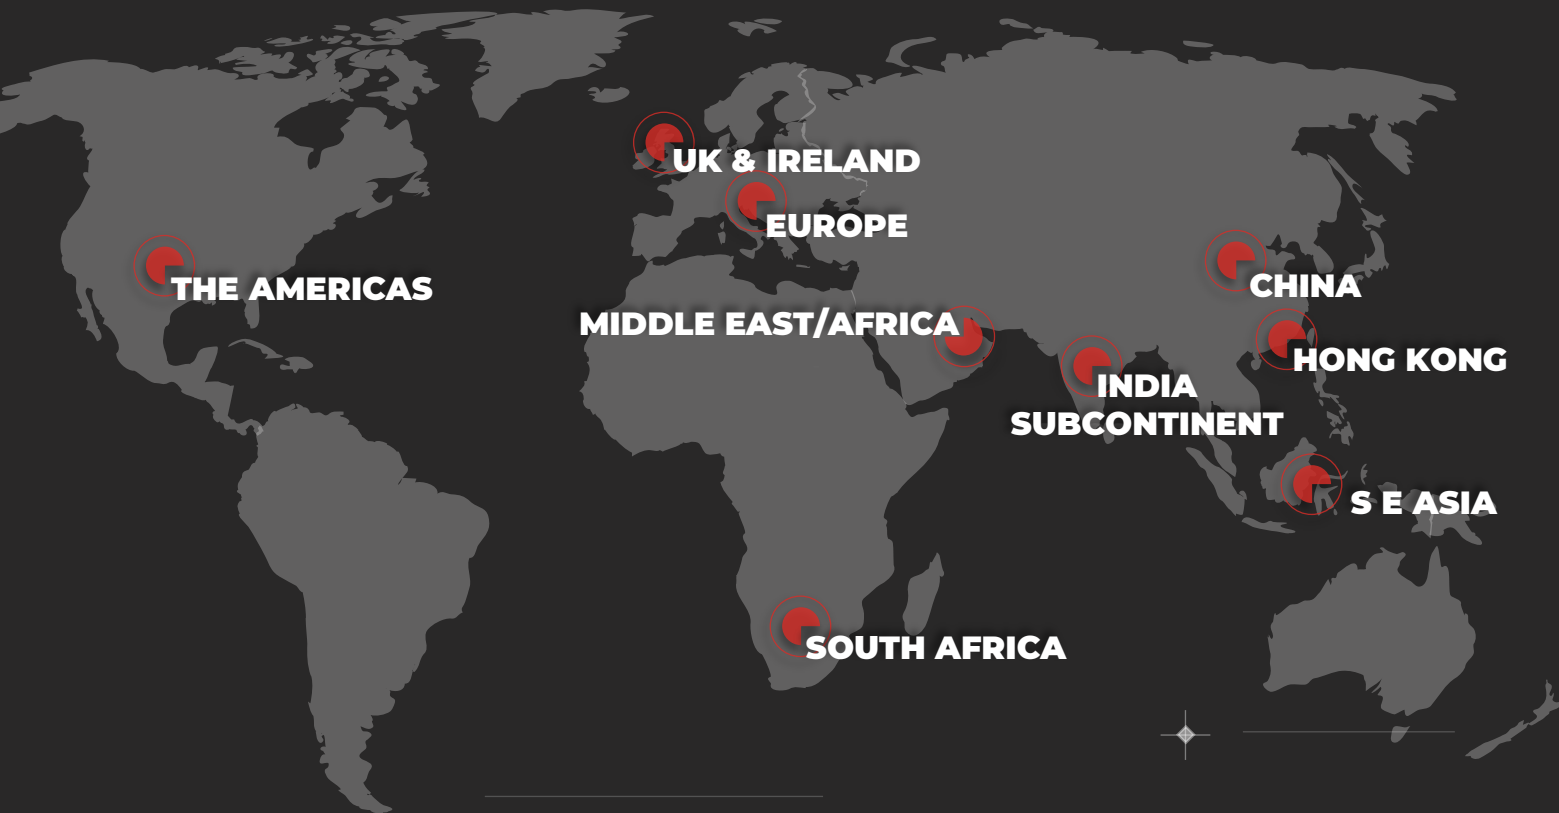 UK & IRELAND
EUROPE
THE AMERICAS
CHINA
MIDDLE EAST/AFRICA
HONG KONG
INDIA
SUBCONTINENT
S E ASIA
SOUTH AFRICA